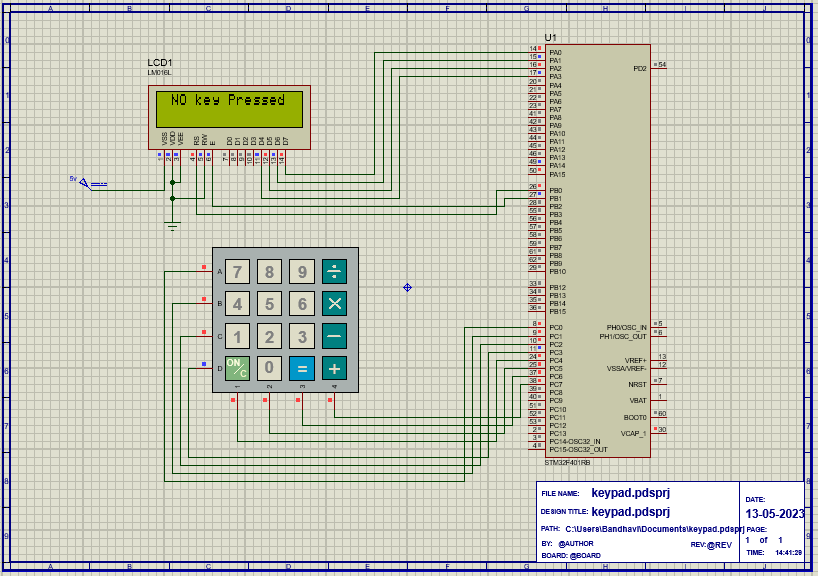 A B C D E F G H I J
U1
LCD1
LM016L
NO key Pressed
VSS VDD VEE RS RW E D0 D1 D2 D3 D4 D5 D6 D7
1 2 3 4 5 6 7 8 9 10 11 12 13 14
5v
14 PA0
15 PA1
16 PA2
17 PA3
20 PA4
21 PA5
22 PA6
23 PA7
41 PA8
42 PA9
43 PA10
44 PA11
45 PA12
46 PA13
49 PA14
50 PA15
26 PB0
27 PB1
28 PB2
55 PB3
56 PB4
57 PB5
58 PB6
59 PB7
61 PB8
62 PB9
29 PB10
33 PB12
34 PB13
35 PB14
36 PB15
8 PC0
9 PC1
10 PC2
11 PC3
24 PC4
25 PC5
37 PC6
38 PC7
39 PC8
40 PC9
51 PC10
52 PC11
53 PC12
2 PC13
3 PC14-OSC32_IN
4 PC15-OSC32_OUT
PD2 54
PH0/OSC_IN 5
PH1/OSC_OUT 6
VREF+ 13
VSSA/VREF- 12
NRST 7
VBAT 1
BOOT0 60
VCAP_1 30
STM32F401RB
A 7 8 9 ÷
B 4 5 6 ×
C 1 2 3 −
D ON/C 0 = +
1 2 3 4
0
1
2
3
4
5
6
7
8
9
FILE NAME: keypad.pdsprj
DESIGN TITLE: keypad.pdsprj
PATH: C:\Users\Bandhavi\Documents\keypad.pdsprj
BY: @AUTHOR
REV:@REV
BOARD: @BOARD
DATE:
13-05-2023
PAGE:
1 of 1
TIME: 14:41:29
A B C D E F G H I J